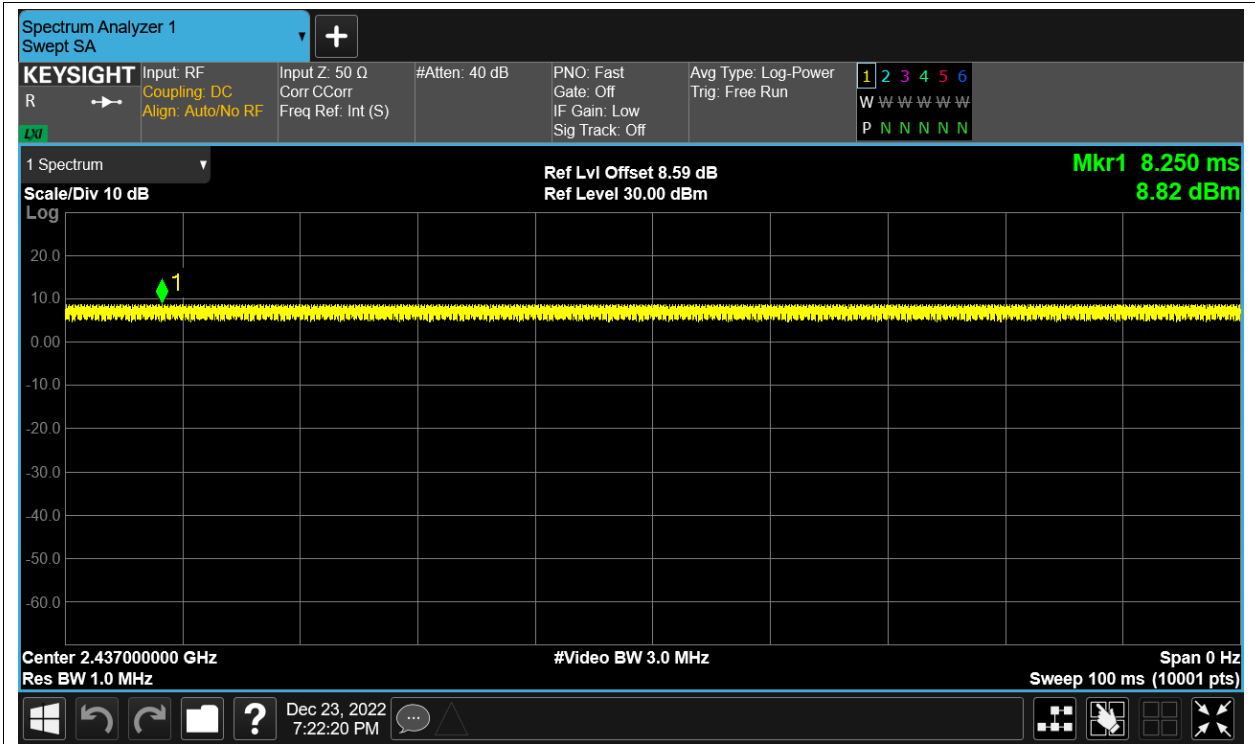 Spectrum Analyzer 1
Swept SA
KEYSIGHT
R
LXI
Input: RF
Coupling: DC
Align: Auto/No RF
Input Z: 50 Ω
Corr CCorr
Freq Ref: Int (S)
#Atten: 40 dB
PNO: Fast
Gate: Off
IF Gain: Low
Sig Track: Off
Avg Type: Log-Power
Trig: Free Run
1 2 3 4 5 6
W W W W W W
P N N N N N
1 Spectrum
Scale/Div 10 dB
Ref Lvl Offset 8.59 dB
Ref Level 30.00 dBm
Mkr1 8.250 ms
8.82 dBm
Log
20.0
1
10.0
0.00
-10.0
-20.0
-30.0
-40.0
-50.0
-60.0
Center 2.437000000 GHz
Res BW 1.0 MHz
#Video BW 3.0 MHz
Span 0 Hz
Sweep 100 ms (10001 pts)
?
Dec 23, 2022
7:22:20 PM